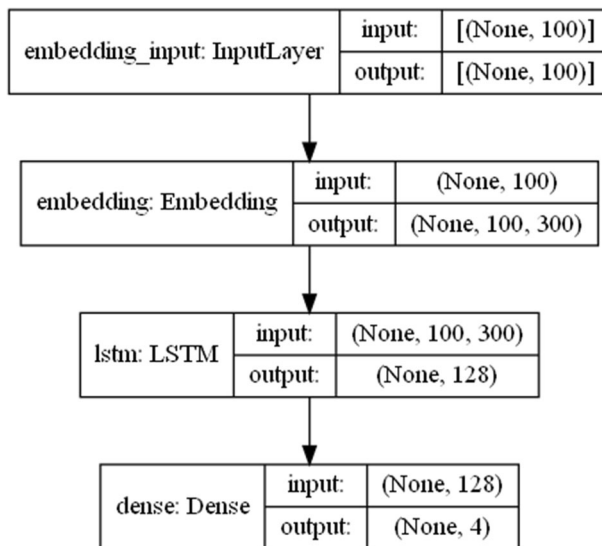 embedding_input: InputLayer
input: [(None, 100)]
output: [(None, 100)]
embedding: Embedding
input: (None, 100)
output: (None, 100, 300)
lstm: LSTM
input: (None, 100, 300)
output: (None, 128)
dense: Dense
input: (None, 128)
output: (None, 4)